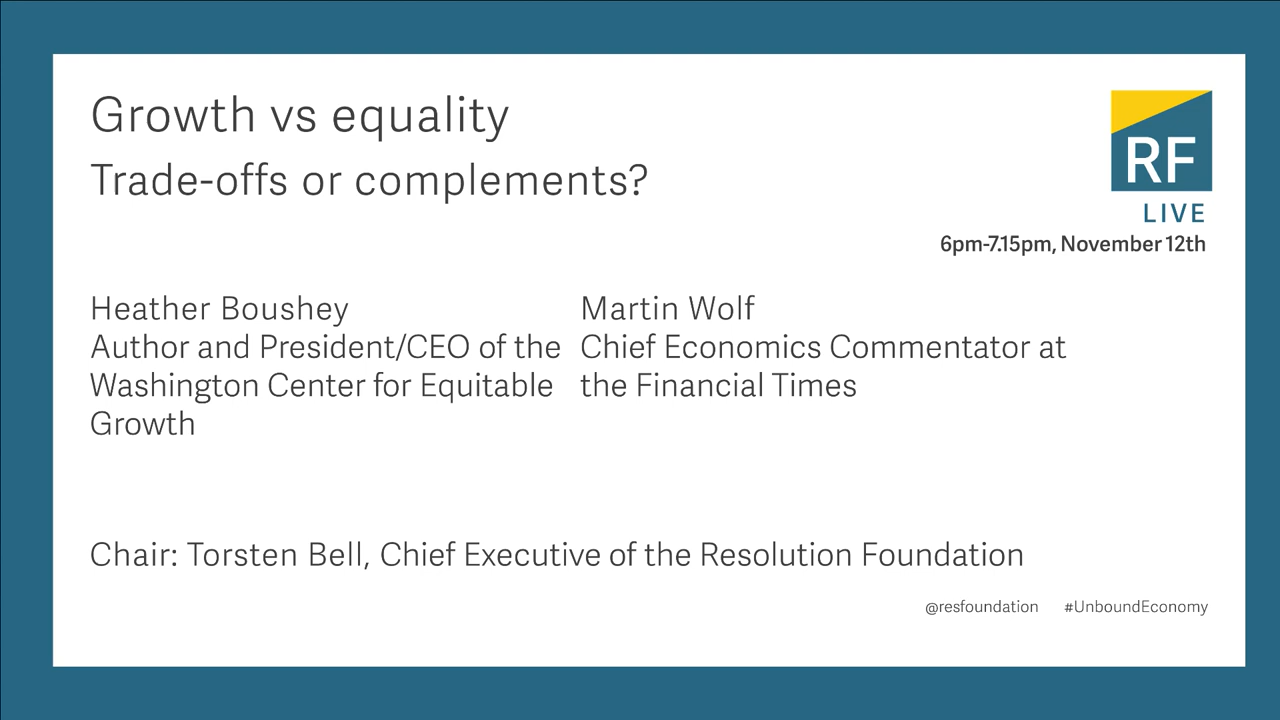 Growth vs equality
Trade-offs or complements?
RF
LIVE
6pm-7.15pm, November 12th
Heather Boushey
Author and President/CEO of the
Washington Center for Equitable
Growth
Martin Wolf
Chief Economics Commentator at
the Financial Times
Chair: Torsten Bell, Chief Executive of the Resolution Foundation
@resfoundation #UnboundEconomy